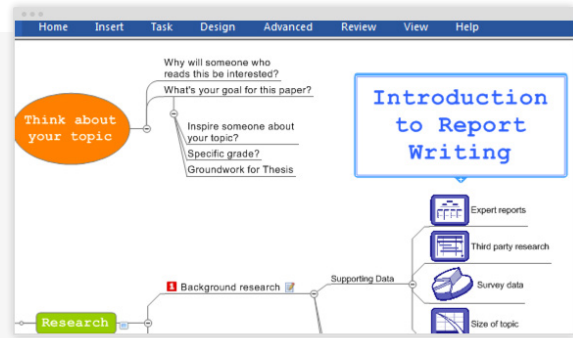 Home Insert Task Design Advanced Review View Help
Why will someone who
reads this be interested?
What's your goal for this paper?
Think about
your topic
Inspire someone about
your topic?
Specific grade?
Groundwork for Thesis
Introduction
to Report
Writing
Expert reports
Third party research
Supporting Data
Survey data
1 Background research
Size of topic
Research